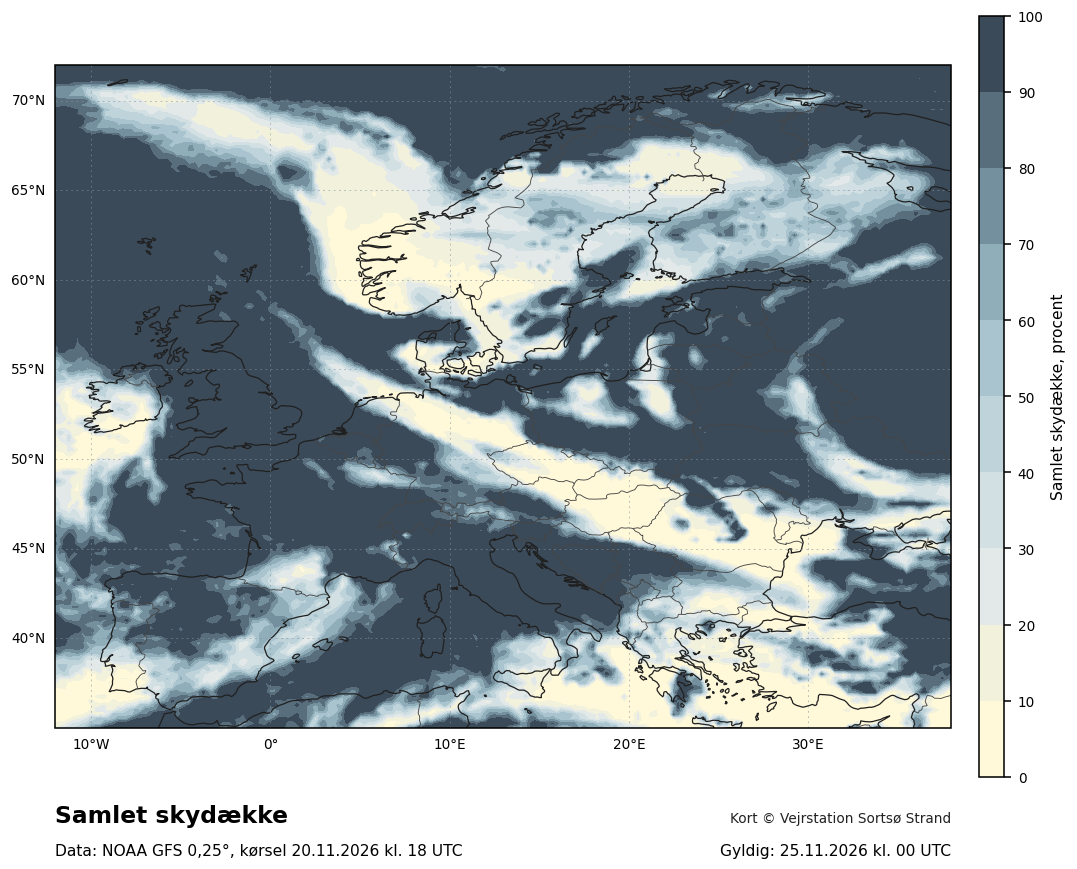 100
90
80
70
60
50
40
30
20
10
0
Samlet skydække, procent
70°N
65°N
60°N
55°N
50°N
45°N
40°N
10°W
0°
10°E
20°E
30°E
Samlet skydække
Kort © Vejrstation Sortsø Strand
Data: NOAA GFS 0,25°, kørsel 20.11.2026 kl. 18 UTC
Gyldig: 25.11.2026 kl. 00 UTC